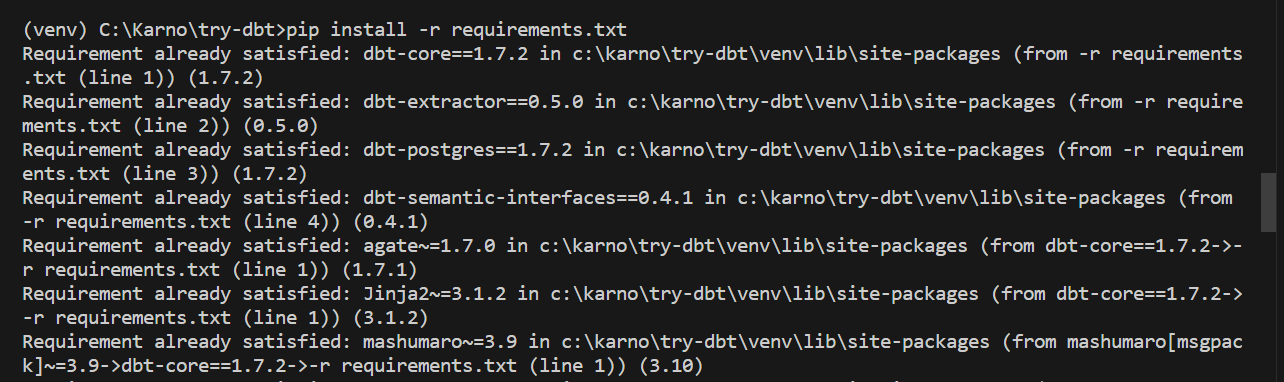 (venv) C:\Karno\try-dbt>pip install -r requirements.txt
Requirement already satisfied: dbt-core==1.7.2 in c:\karno\try-dbt\venv\lib\site-packages (from -r requirements
.txt (line 1)) (1.7.2)
Requirement already satisfied: dbt-extractor==0.5.0 in c:\karno\try-dbt\venv\lib\site-packages (from -r require
ments.txt (line 2)) (0.5.0)
Requirement already satisfied: dbt-postgres==1.7.2 in c:\karno\try-dbt\venv\lib\site-packages (from -r requirem
ents.txt (line 3)) (1.7.2)
Requirement already satisfied: dbt-semantic-interfaces==0.4.1 in c:\karno\try-dbt\venv\lib\site-packages (from
-r requirements.txt (line 4)) (0.4.1)
Requirement already satisfied: agate~=1.7.0 in c:\karno\try-dbt\venv\lib\site-packages (from dbt-core==1.7.2->-
r requirements.txt (line 1)) (1.7.1)
Requirement already satisfied: Jinja2~=3.1.2 in c:\karno\try-dbt\venv\lib\site-packages (from dbt-core==1.7.2->
-r requirements.txt (line 1)) (3.1.2)
Requirement already satisfied: mashumaro~=3.9 in c:\karno\try-dbt\venv\lib\site-packages (from mashumaro[msgpac
k]~=3.9->dbt-core==1.7.2->-r requirements.txt (line 1)) (3.10)